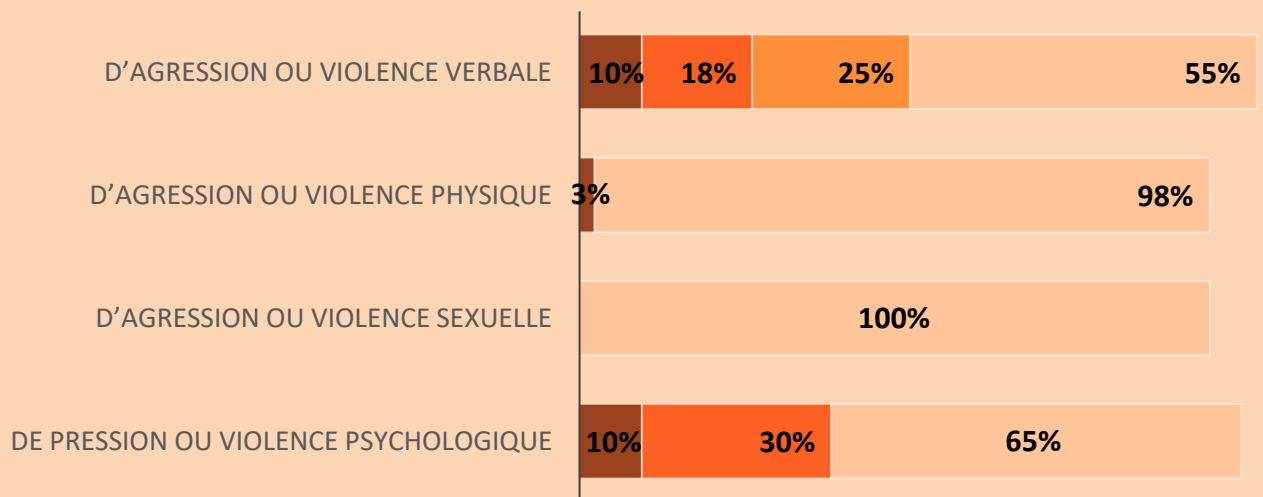 D’AGRESSION OU VIOLENCE VERBALE 10% 18% 25% 55%
D’AGRESSION OU VIOLENCE PHYSIQUE 3% 98%
D’AGRESSION OU VIOLENCE SEXUELLE 100%
DE PRESSION OU VIOLENCE PSYCHOLOGIQUE 10% 30% 65%